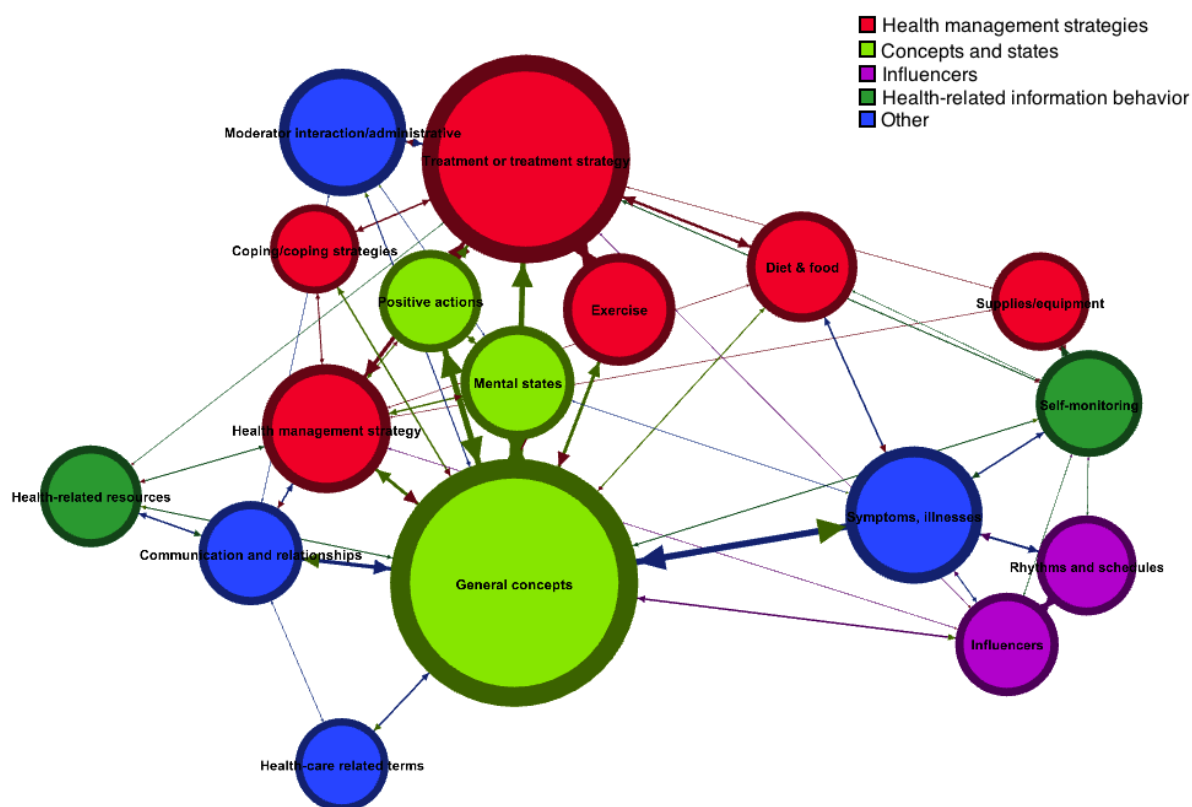 Health management strategies
Concepts and states
Influencers
Health-related information behavior
Other
Moderator interaction/administrative
Treatment or treatment strategy
Coping/coping strategies
Diet & food
Positive actions
Exercise
Supplies/equipment
Mental states
Self-monitoring
Health management strategy
Health-related resources
Symptoms, illnesses
Communication and relationships
Rhythms and schedules
General concepts
Influencers
Health-care related terms